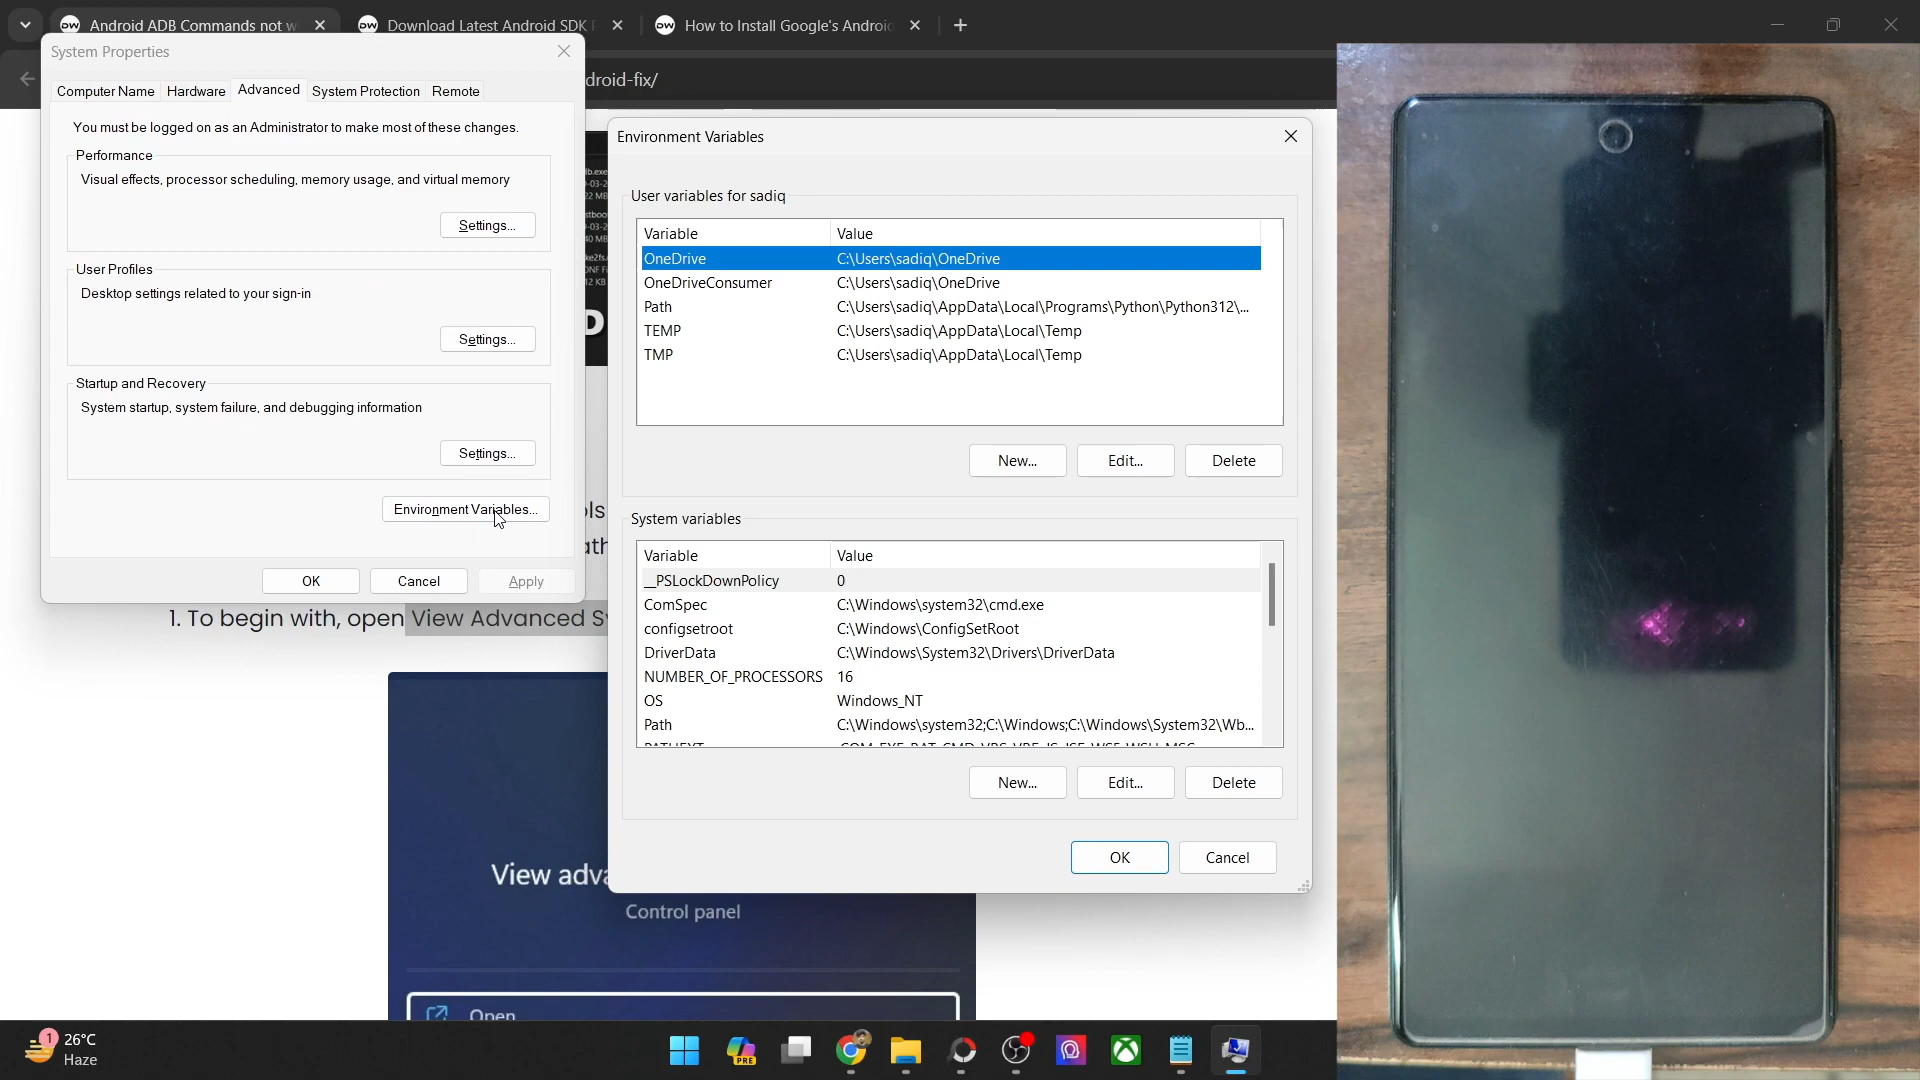 Android ADB Commands not w
Download Latest Android SDK
How to Install Google's Androi
droid-fix/
System Properties
Computer Name
Hardware
Advanced
System Protection
Remote
You must be logged on as an Administrator to make most of these changes.
Performance
Visual effects, processor scheduling, memory usage, and virtual memory
Settings...
User Profiles
Desktop settings related to your sign-in
Settings...
Startup and Recovery
System startup, system failure, and debugging information
Settings...
Environment Variables...
OK
Cancel
Apply
Environment Variables
User variables for sadiq
Variable Value
OneDrive C:\Users\sadiq\OneDrive
OneDriveConsumer C:\Users\sadiq\OneDrive
Path C:\Users\sadiq\AppData\Local\Programs\Python\Python312\...
TEMP C:\Users\sadiq\AppData\Local\Temp
TMP C:\Users\sadiq\AppData\Local\Temp
New...
Edit...
Delete
System variables
Variable Value
__PSLockDownPolicy 0
ComSpec C:\Windows\system32\cmd.exe
configsetroot C:\Windows\ConfigSetRoot
DriverData C:\Windows\System32\Drivers\DriverData
NUMBER_OF_PROCESSORS 16
OS Windows_NT
Path C:\Windows\system32;C:\Windows;C:\Windows\System32\Wb...
New...
Edit...
Delete
OK
Cancel
1. To begin with, open View Advanced S
View adva
Control panel
Open
1
26°C
Haze
PRE